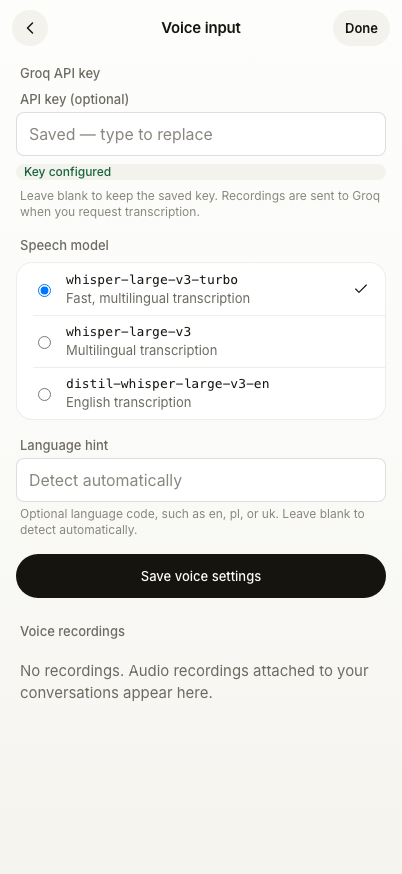 Voice input
Done
Groq API key
API key (optional)
Saved — type to replace
Key configured
Leave blank to keep the saved key. Recordings are sent to Groq
when you request transcription.
Speech model
whisper-large-v3-turbo
Fast, multilingual transcription
whisper-large-v3
Multilingual transcription
distil-whisper-large-v3-en
English transcription
Language hint
Detect automatically
Optional language code, such as en, pl, or uk. Leave blank to
detect automatically.
Save voice settings
Voice recordings
No recordings. Audio recordings attached to your
conversations appear here.